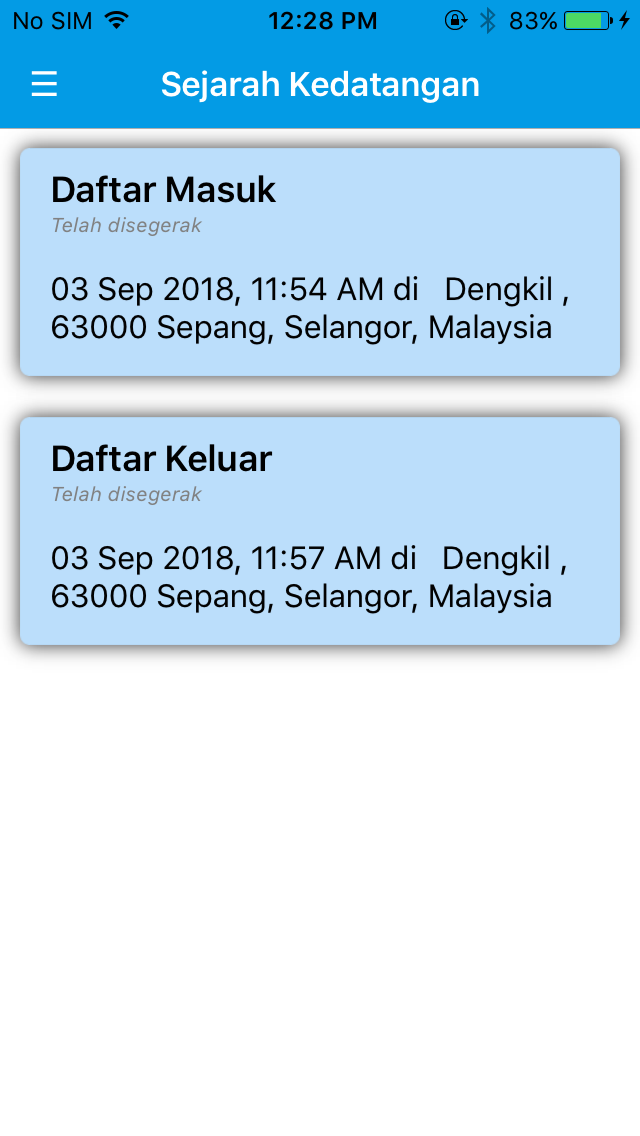 No SIM 12:28 PM 83%
Sejarah Kedatangan
Daftar Masuk
Telah disegerak
03 Sep 2018, 11:54 AM di   Dengkil ,
63000 Sepang, Selangor, Malaysia
Daftar Keluar
Telah disegerak
03 Sep 2018, 11:57 AM di   Dengkil ,
63000 Sepang, Selangor, Malaysia